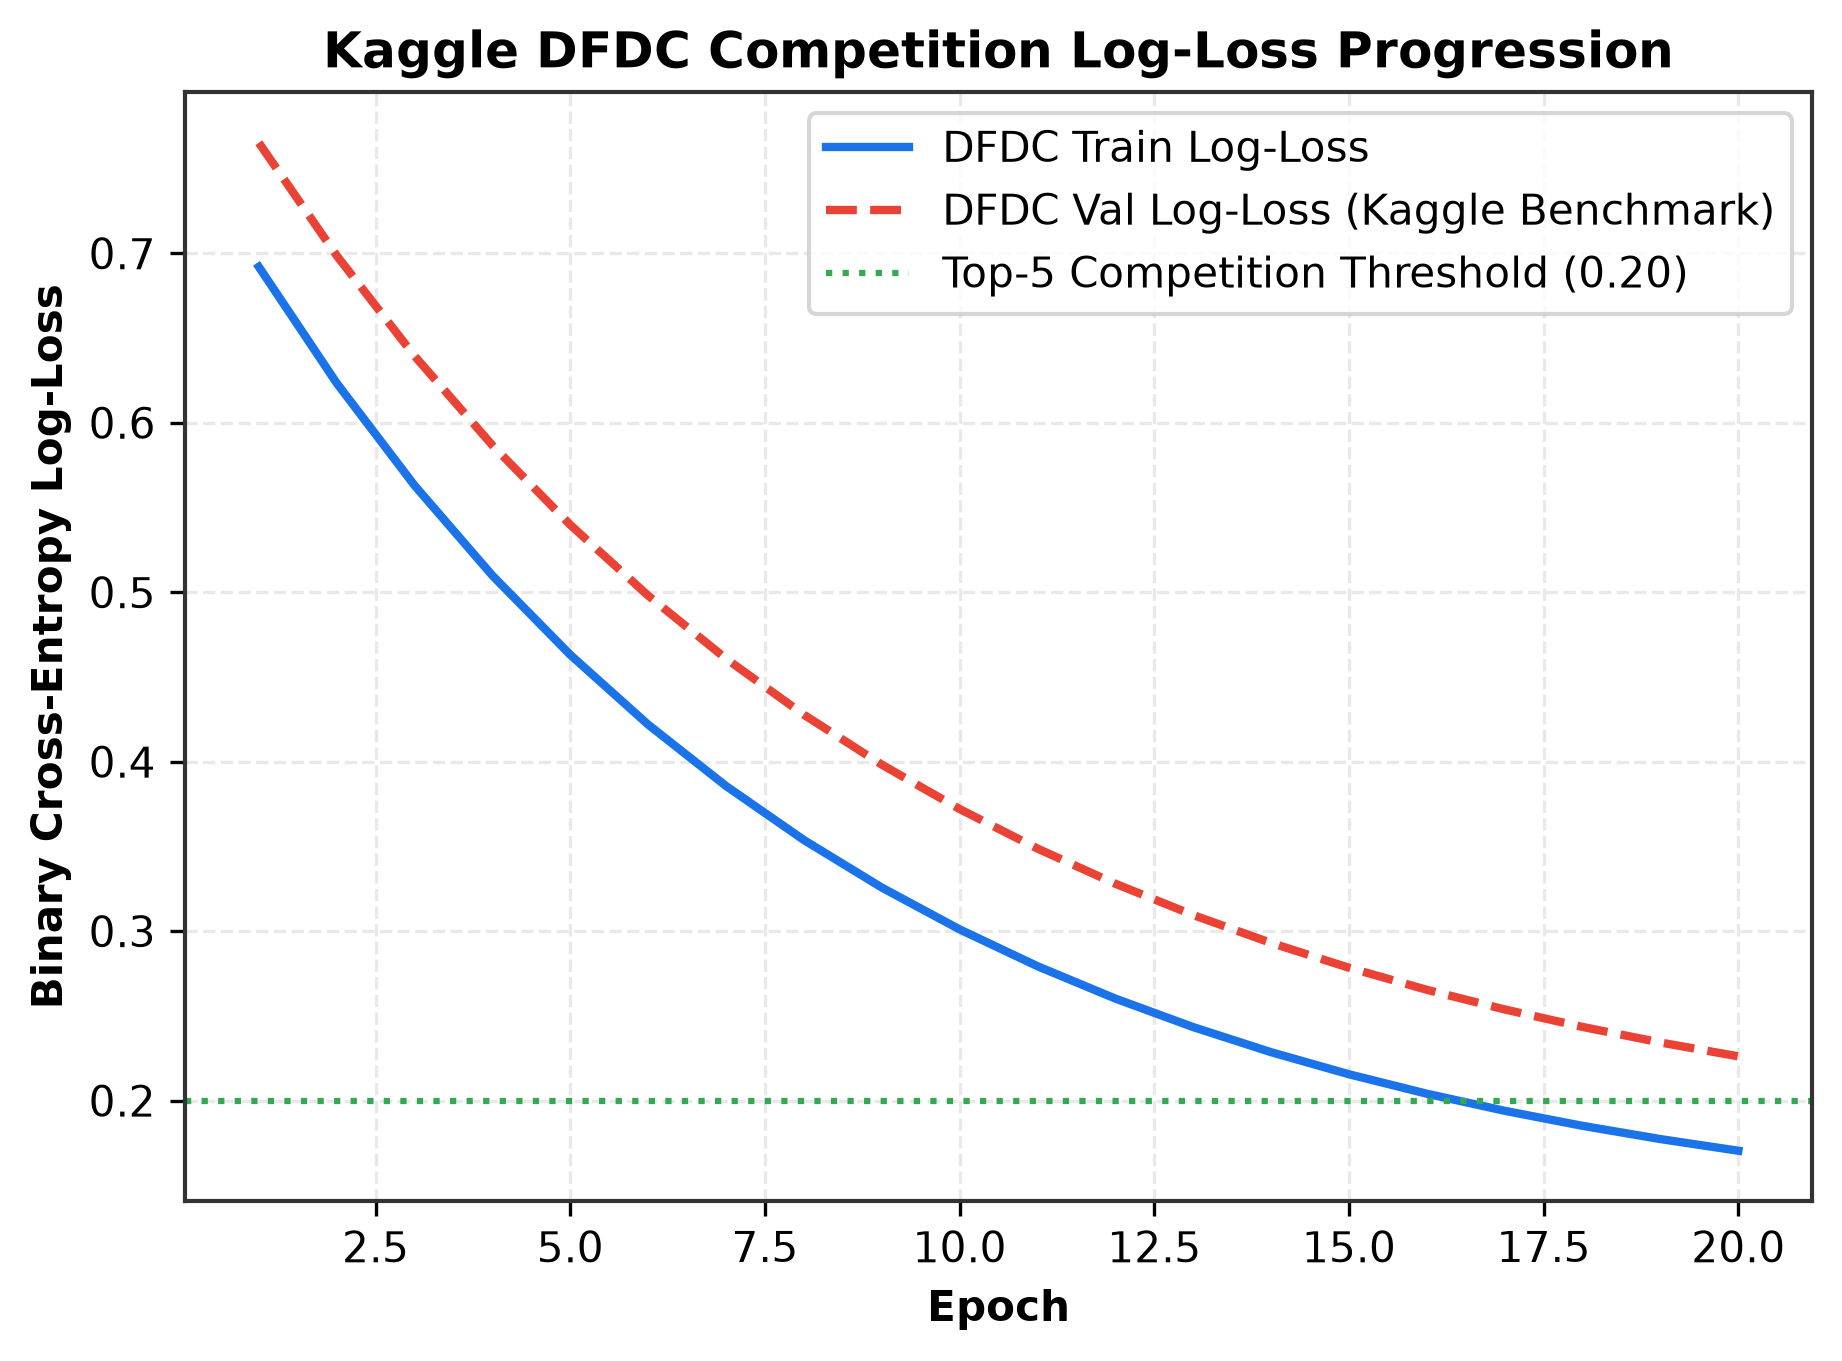 Kaggle DFDC Competition Log-Loss Progression
DFDC Train Log-Loss
DFDC Val Log-Loss (Kaggle Benchmark)
Top-5 Competition Threshold (0.20)
Binary Cross-Entropy Log-Loss
0.7
0.6
0.5
0.4
0.3
0.2
2.5 5.0 7.5 10.0 12.5 15.0 17.5 20.0
Epoch